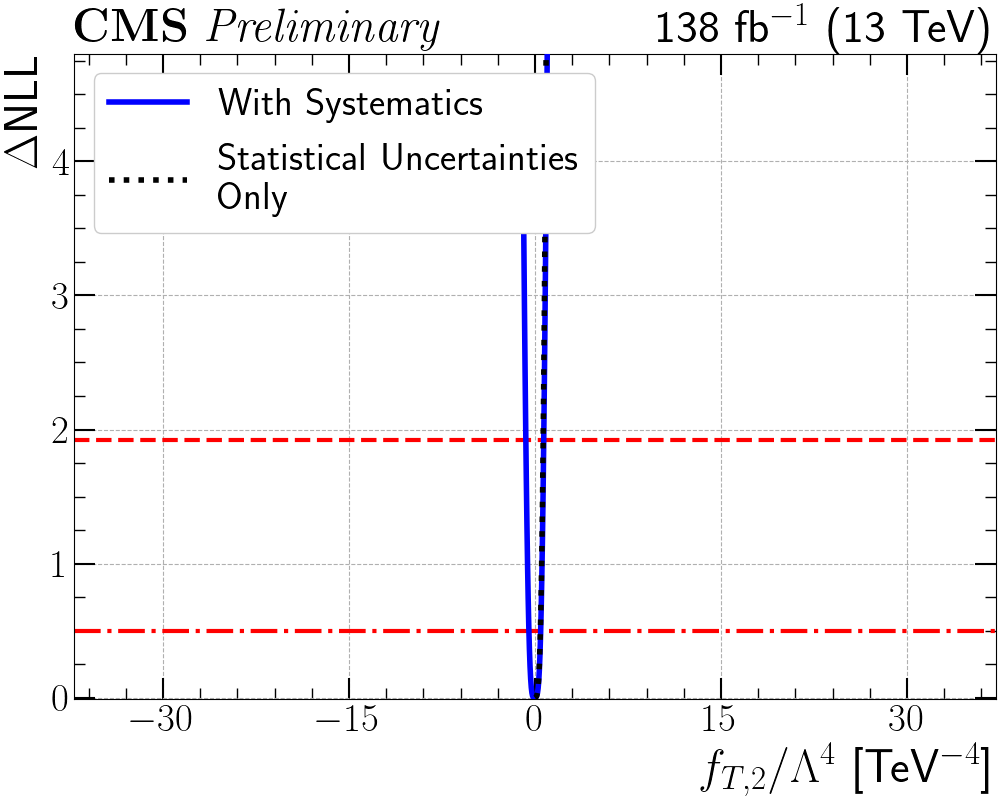 CMS Preliminary
138 fb⁻¹ (13 TeV)
ΔNLL
With Systematics
Statistical Uncertainties
Only
4
3
2
1
0
−30 −15 0 15 30
f_{T,2}/Λ⁴ [TeV⁻⁴]